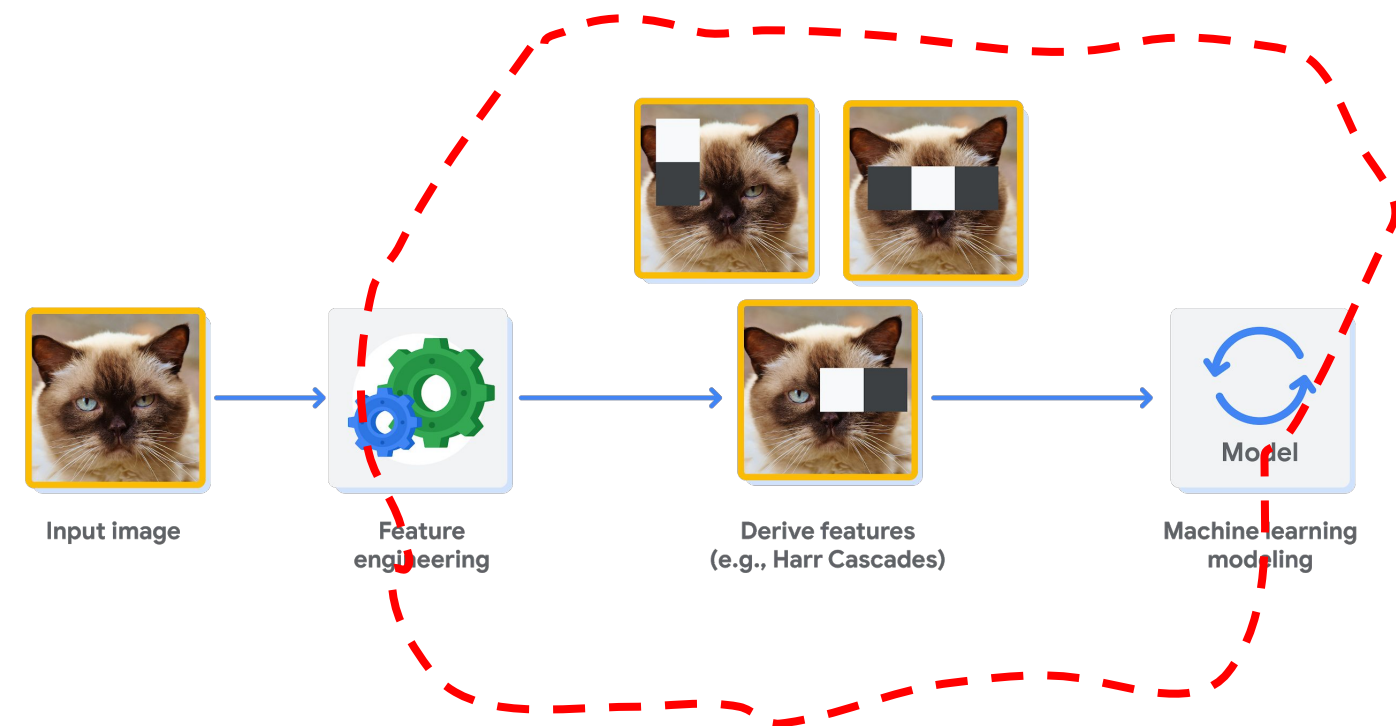 Model
Input image
Feature
engineering
Derive features
(e.g., Harr Cascades)
Machine learning
modeling